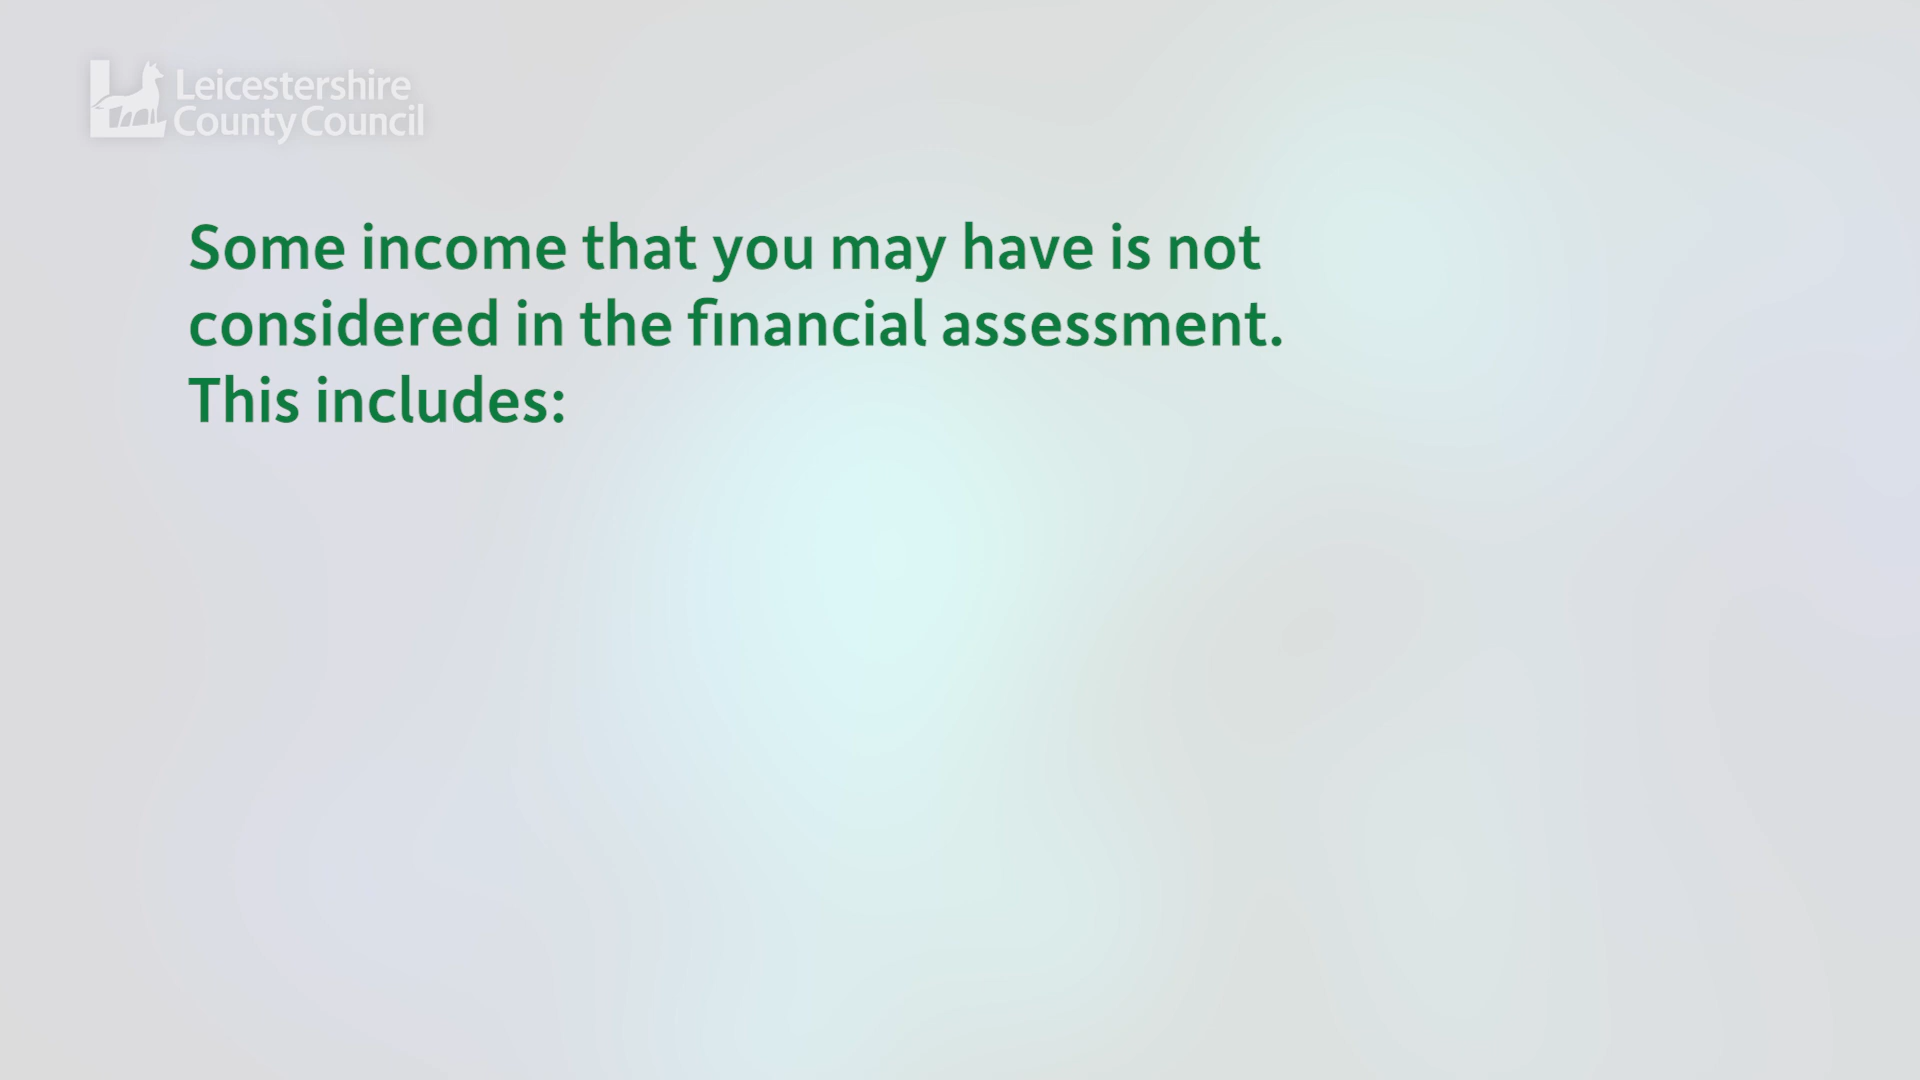 Leicestershire
County Council
Some income that you may have is not
considered in the financial assessment.
This includes: